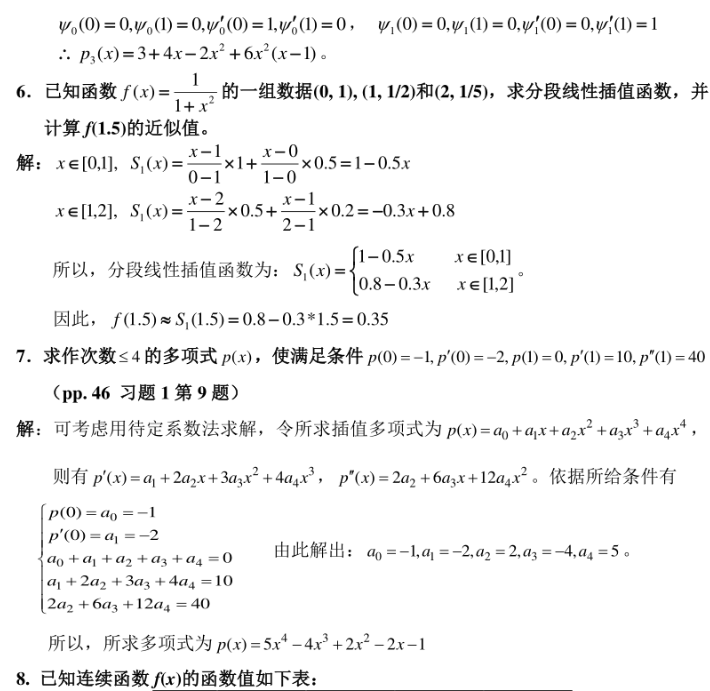 ψ₀(0) = 0, ψ₀(1) = 0, ψ₀′(0) = 1, ψ₀′(1) = 0， ψ₁(0) = 0, ψ₁(1) = 0, ψ₁′(0) = 0, ψ₁′(1) = 1
∴ p₃(x) = 3 + 4x − 2x² + 6x²(x − 1) 。
6．已知函数 f(x) = 1/(1 + x²) 的一组数据(0, 1), (1, 1/2)和(2, 1/5)，求分段线性插值函数，并
计算 f(1.5)的近似值。
解：x ∈ [0,1], S₁(x) = (x − 1)/(0 − 1) × 1 + (x − 0)/(1 − 0) × 0.5 = 1 − 0.5x
x ∈ [1,2], S₁(x) = (x − 2)/(1 − 2) × 0.5 + (x − 1)/(2 − 1) × 0.2 = −0.3x + 0.8
所以，分段线性插值函数为：S₁(x) = { 1 − 0.5x x ∈ [0,1]
0.8 − 0.3x x ∈ [1,2] 。
因此， f(1.5) ≈ S₁(1.5) = 0.8 − 0.3*1.5 = 0.35
7．求作次数 ≤ 4 的多项式 p(x)，使满足条件 p(0) = −1, p′(0) = −2, p(1) = 0, p′(1) = 10, p″(1) = 40
（pp. 46 习题 1 第 9 题）
解：可考虑用待定系数法求解，令所求插值多项式为 p(x) = a₀ + a₁x + a₂x² + a₃x³ + a₄x⁴ ，
则有 p′(x) = a₁ + 2a₂x + 3a₃x² + 4a₄x³， p″(x) = 2a₂ + 6a₃x + 12a₄x² 。依据所给条件有
{ p(0) = a₀ = −1
p′(0) = a₁ = −2
a₀ + a₁ + a₂ + a₃ + a₄ = 0 由此解出： a₀ = −1, a₁ = −2, a₂ = 2, a₃ = −4, a₄ = 5 。
a₁ + 2a₂ + 3a₃ + 4a₄ = 10
2a₂ + 6a₃ + 12a₄ = 40
所以，所求多项式为 p(x) = 5x⁴ − 4x³ + 2x² − 2x − 1
8. 已知连续函数 f(x)的函数值如下表：